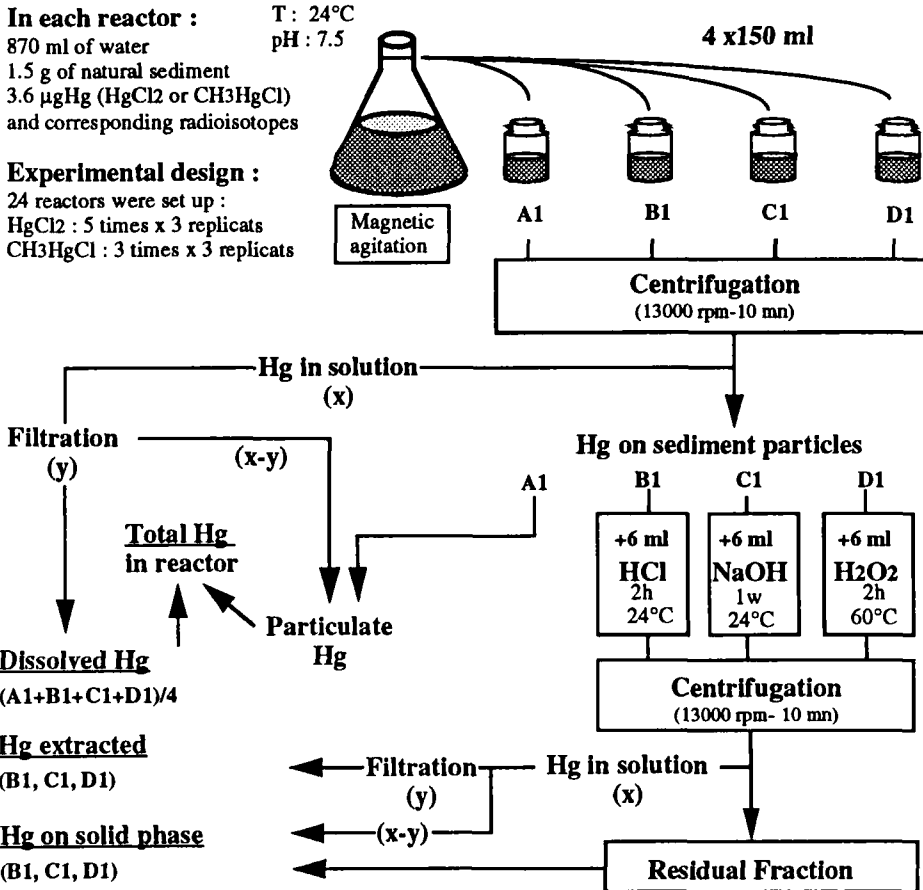 In each reactor :
870 ml of water
1.5 g of natural sediment
3.6 µgHg (HgCl2 or CH3HgCl)
and corresponding radioisotopes
T : 24°C
pH : 7.5
4 x150 ml
Experimental design :
24 reactors were set up :
HgCl2 : 5 times x 3 replicats
CH3HgCl : 3 times x 3 replicats
Magnetic
agitation
A1
B1
C1
D1
Centrifugation
(13000 rpm-10 mn)
Hg in solution
(x)
Filtration
(y)
(x-y)
Hg on sediment particles
A1
B1
C1
D1
+6 ml
HCl
2h
24°C
+6 ml
NaOH
1w
24°C
+6 ml
H2O2
2h
60°C
Total Hg
in reactor
Particulate
Hg
Dissolved Hg
(A1+B1+C1+D1)/4
Centrifugation
(13000 rpm- 10 mn)
Hg extracted
(B1, C1, D1)
Filtration
(y)
Hg in solution
(x)
Hg on solid phase
(B1, C1, D1)
(x-y)
Residual Fraction